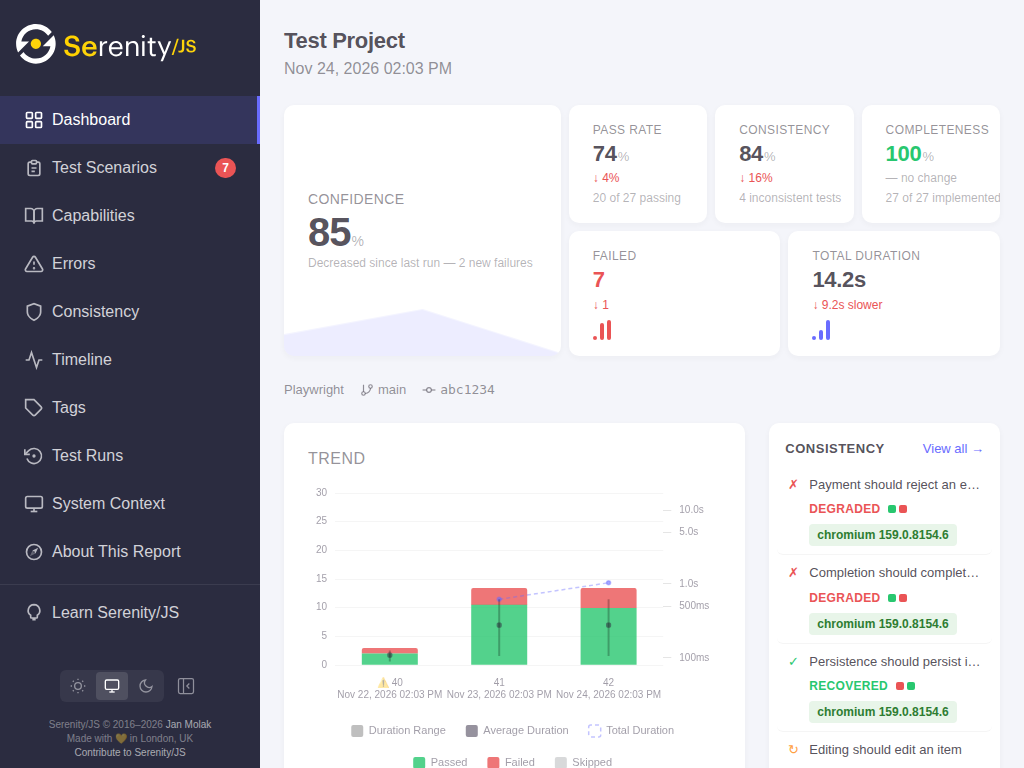 Serenity/JS
Dashboard
Test Scenarios 7
Capabilities
Errors
Consistency
Timeline
Tags
Test Runs
System Context
About This Report
Learn Serenity/JS
Serenity/JS © 2016–2026 Jan Molak
Made with 💛 in London, UK
Contribute to Serenity/JS
Test Project
Nov 24, 2026 02:03 PM
CONFIDENCE
85%
Decreased since last run — 2 new failures
PASS RATE
74%
↓ 4%
20 of 27 passing
CONSISTENCY
84%
↓ 16%
4 inconsistent tests
COMPLETENESS
100%
— no change
27 of 27 implemented
FAILED
7
↓ 1
TOTAL DURATION
14.2s
↓ 9.2s slower
Playwright main abc1234
TREND
30
25
20
15
10
5
0
10.0s
5.0s
1.0s
500ms
100ms
⚠️ 40 41 42
Nov 22, 2026 02:03 PM Nov 23, 2026 02:03 PM Nov 24, 2026 02:03 PM
Duration Range Average Duration Total Duration
Passed Failed Skipped
CONSISTENCY View all →
✗ Payment should reject an e…
DEGRADED
chromium 159.0.8154.6
✗ Completion should complet…
DEGRADED
chromium 159.0.8154.6
✓ Persistence should persist i…
RECOVERED
chromium 159.0.8154.6
↻ Editing should edit an item